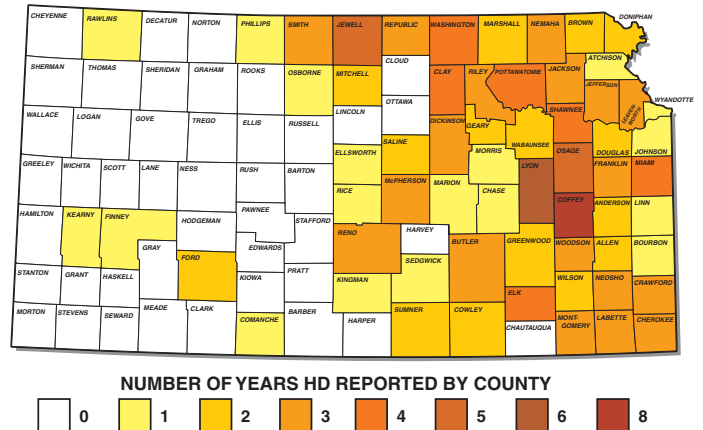 CHEYENNE RAWLINS DECATUR NORTON PHILLIPS SMITH JEWELL REPUBLIC WASHINGTON MARSHALL NEMAHA BROWN DONIPHAN
SHERMAN THOMAS SHERIDAN GRAHAM ROOKS OSBORNE MITCHELL CLOUD CLAY RILEY POTTAWATOME JACKSON ATCHISON
JEFFERSON LEAVEN-
WORTH WYANDOTTE
WALLACE LOGAN GOVE TREGO ELLIS RUSSELL LINCOLN OTTAWA DICKINSON GEARY WABAUNSEE SHAWNEE DOUGLAS JOHNSON
GREELEY WICHITA SCOTT LANE NESS RUSH BARTON ELLSWORTH SALINE MORRIS LYON OSAGE FRANKLIN MIAMI
RICE McPHERSON MARION CHASE COFFEY ANDERSON LINN
HAMILTON KEARNY FINNEY HODGEMAN PAWNEE STAFFORD
GRAY FORD EDWARDS RENO HARVEY BUTLER GREENWOOD WOODSON ALLEN BOURBON
SEDGWICK
STANTON GRANT HASKELL KIOWA PRATT KINGMAN ELK WILSON NEOSHO CRAWFORD
MORTON STEVENS SEWARD MEADE CLARK COMANCHE BARBER HARPER SUMNER COWLEY CHAUTAUQUA MONT-
GOMERY LABETTE CHEROKEE
NUMBER OF YEARS HD REPORTED BY COUNTY
0 1 2 3 4 5 6 8